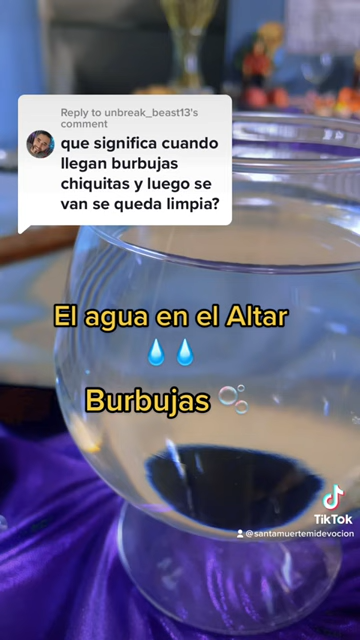 Reply to unbreak_beast13's
comment
que significa cuando
llegan burbujas
chiquitas y luego se
van se queda limpia?
El agua en el Altar
💧💧
Burbujas 🫧
TikTok
@santamuertemidevocion